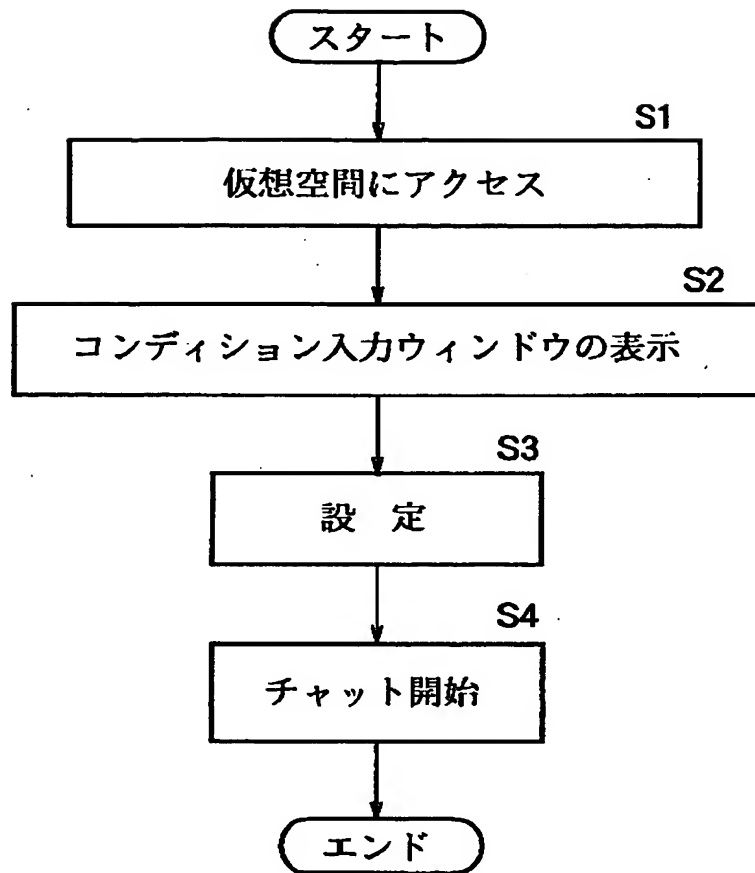 スタート
S1
仮想空間にアクセス
S2
コンディション入力ウィンドウの表示
S3
設 定
S4
チャット開始
エンド